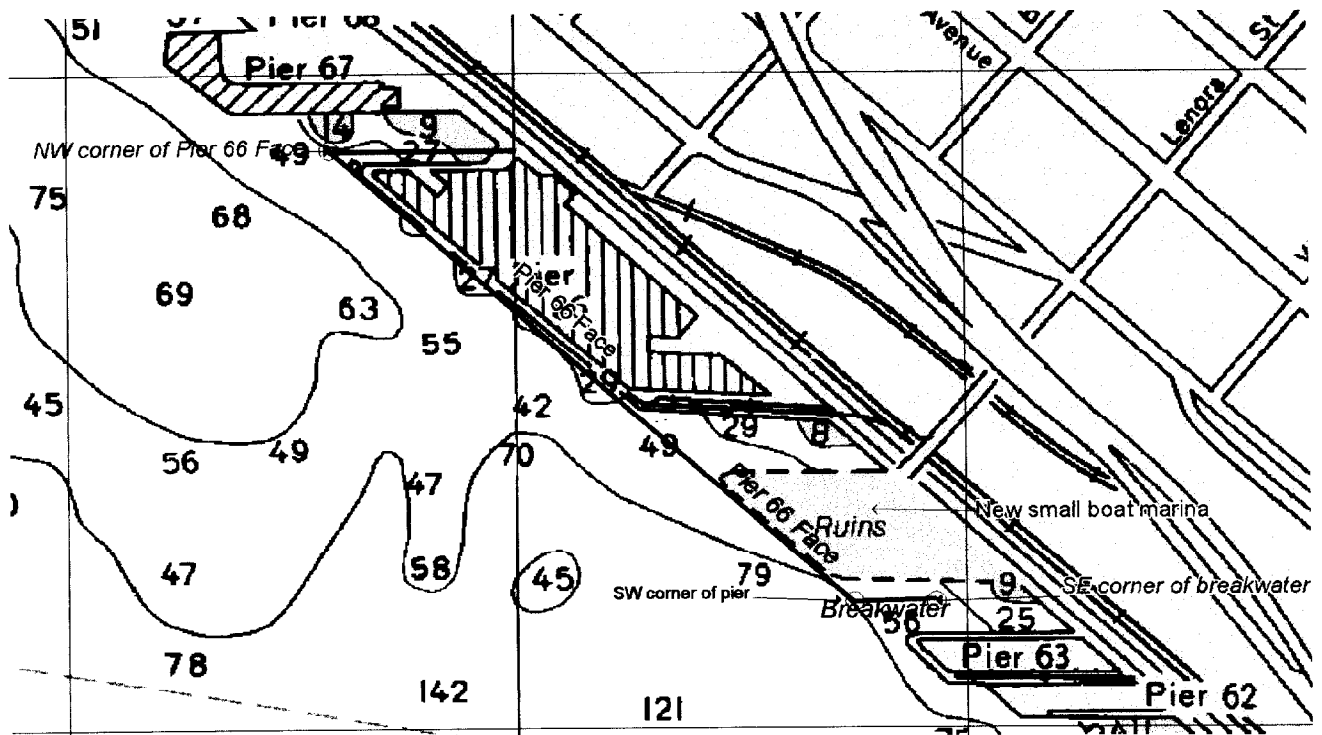 51
Pier 67
Avenue
St
Lenora
14
9
NW corner of Pier 66 Face
49
27
75
68
69
63
55
Pier
Pier 66 Face
45
42
29
8
49
56
49
70
47
Pier 66 Face
New small boat marina
Ruins
47
58
45
79
9
SW corner of pier
SE corner of breakwater
Breakwater
56
25
Pier 63
78
142
121
Pier 62